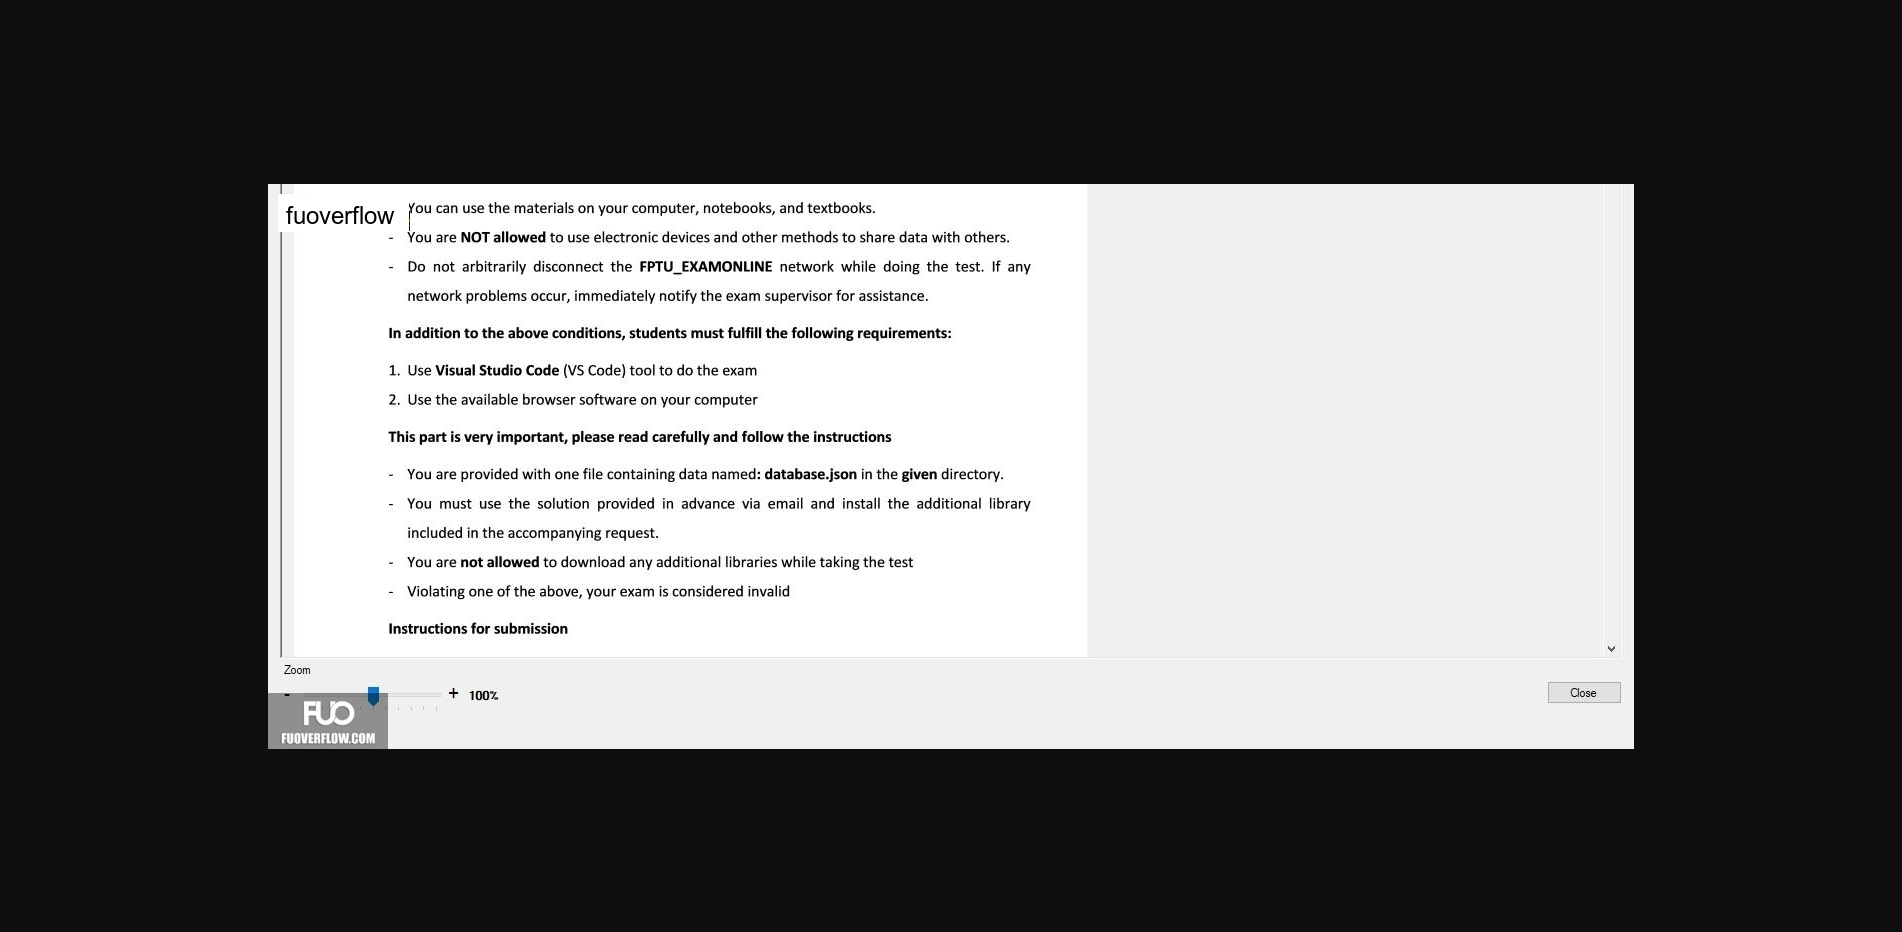 fuoverflow
You can use the materials on your computer, notebooks, and textbooks.
- You are NOT allowed to use electronic devices and other methods to share data with others.
- Do not arbitrarily disconnect the FPTU_EXAMONLINE network while doing the test. If any
network problems occur, immediately notify the exam supervisor for assistance.
In addition to the above conditions, students must fulfill the following requirements:
1. Use Visual Studio Code (VS Code) tool to do the exam
2. Use the available browser software on your computer
This part is very important, please read carefully and follow the instructions
- You are provided with one file containing data named: database.json in the given directory.
- You must use the solution provided in advance via email and install the additional library
included in the accompanying request.
- You are not allowed to download any additional libraries while taking the test
- Violating one of the above, your exam is considered invalid
Instructions for submission
Zoom
- + 100%
Close
FUO
FUOVERFLOW.COM